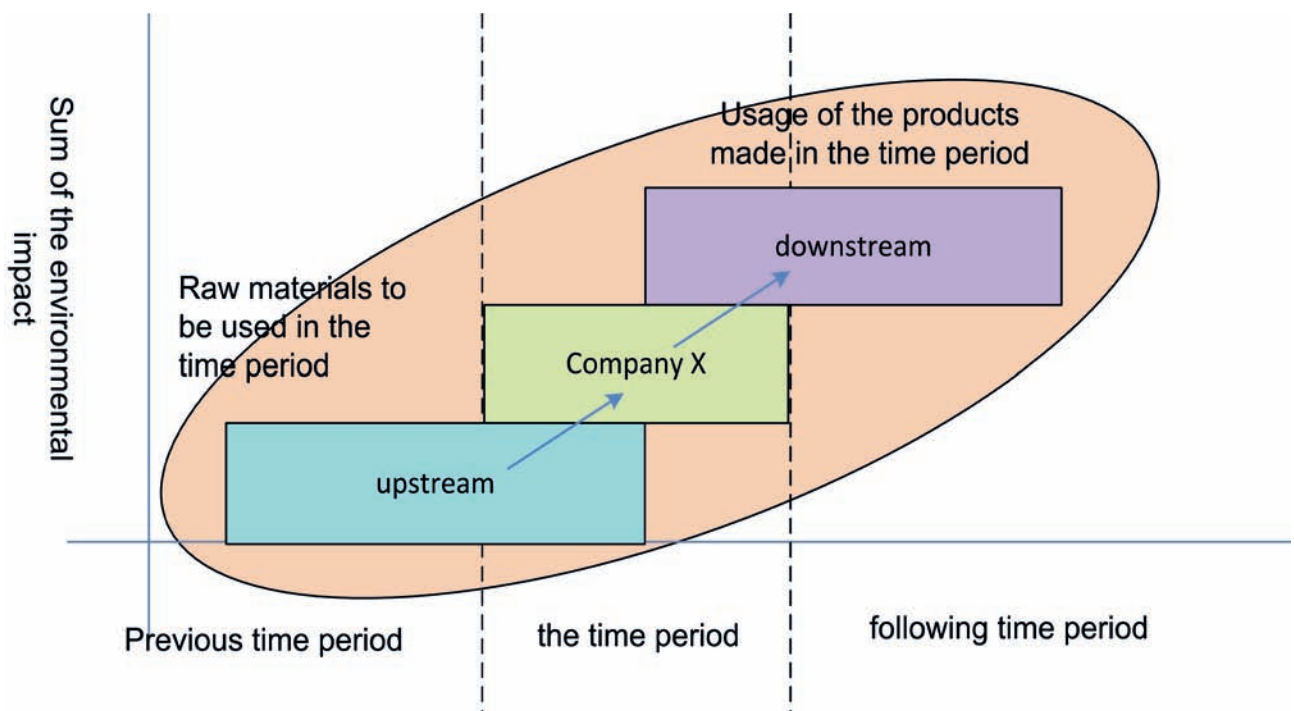 Sum of the environmental
impact
Usage of the products
made in the time period
downstream
Raw materials to
be used in the
time period
Company X
upstream
Previous time period
the time period
following time period